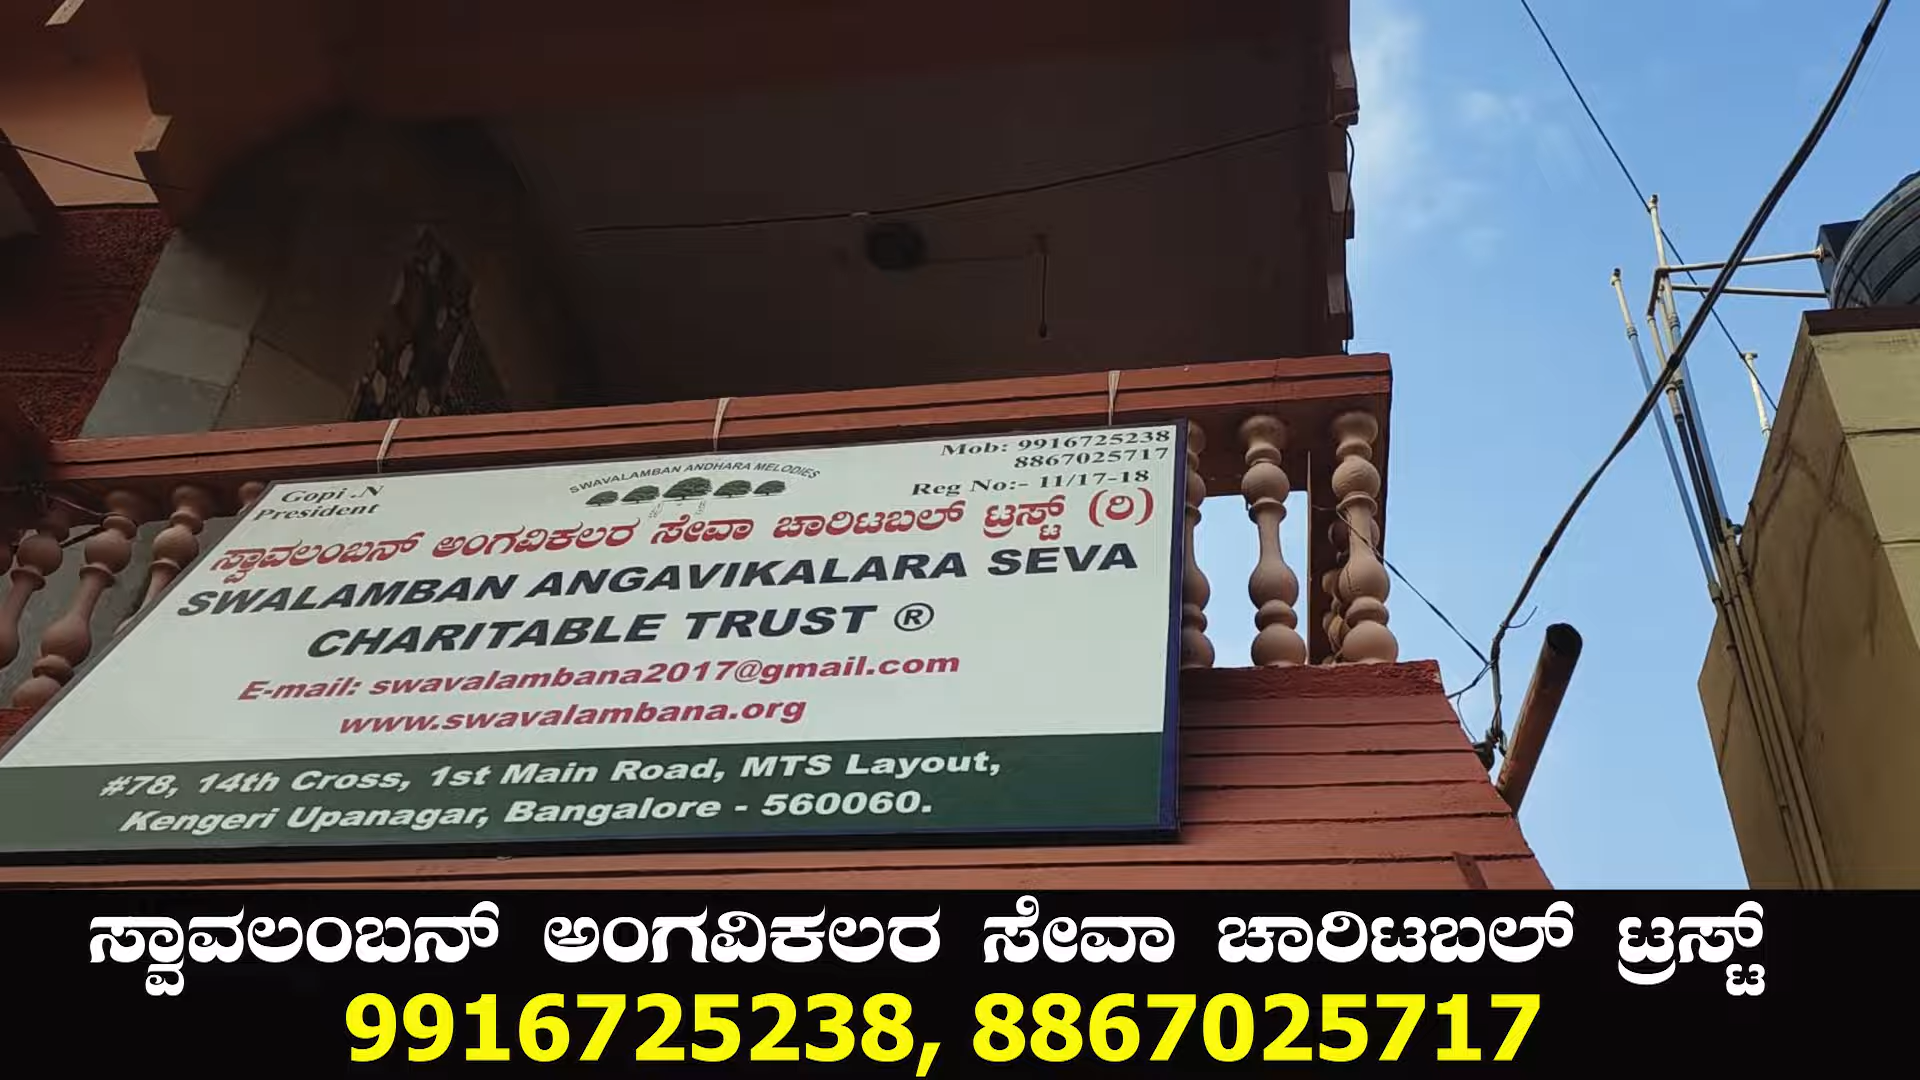 Gopi .N
President
SWAVALAMBAN ANDHARA MELODIES
Mob: 9916725238
8867025717
Reg No:- 11/17-18
ಸ್ವಾವಲಂಬನ್ ಅಂಗವಿಕಲರ ಸೇವಾ ಚಾರಿಟಬಲ್ ಟ್ರಸ್ಟ್ (ರಿ)
SWALAMBAN ANGAVIKALARA SEVA
CHARITABLE TRUST ®
E-mail: swavalambana2017@gmail.com
www.swavalambana.org
#78, 14th Cross, 1st Main Road, MTS Layout,
Kengeri Upanagar, Bangalore - 560060.
ಸ್ವಾವಲಂಬನ್ ಅಂಗವಿಕಲರ ಸೇವಾ ಚಾರಿಟಬಲ್ ಟ್ರಸ್ಟ್
9916725238, 8867025717